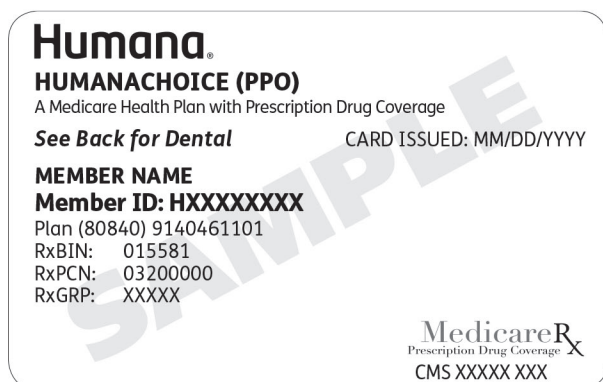 Humana®
HUMANACHOICE (PPO)
A Medicare Health Plan with Prescription Drug Coverage
See Back for Dental CARD ISSUED: MM/DD/YYYY
MEMBER NAME
Member ID: HXXXXXXXX
Plan (80840) 9140461101
RxBIN: 015581
RxPCN: 03200000
RxGRP: XXXXX
SAMPLE
MedicareRx
Prescription Drug Coverage
CMS XXXXX XXX